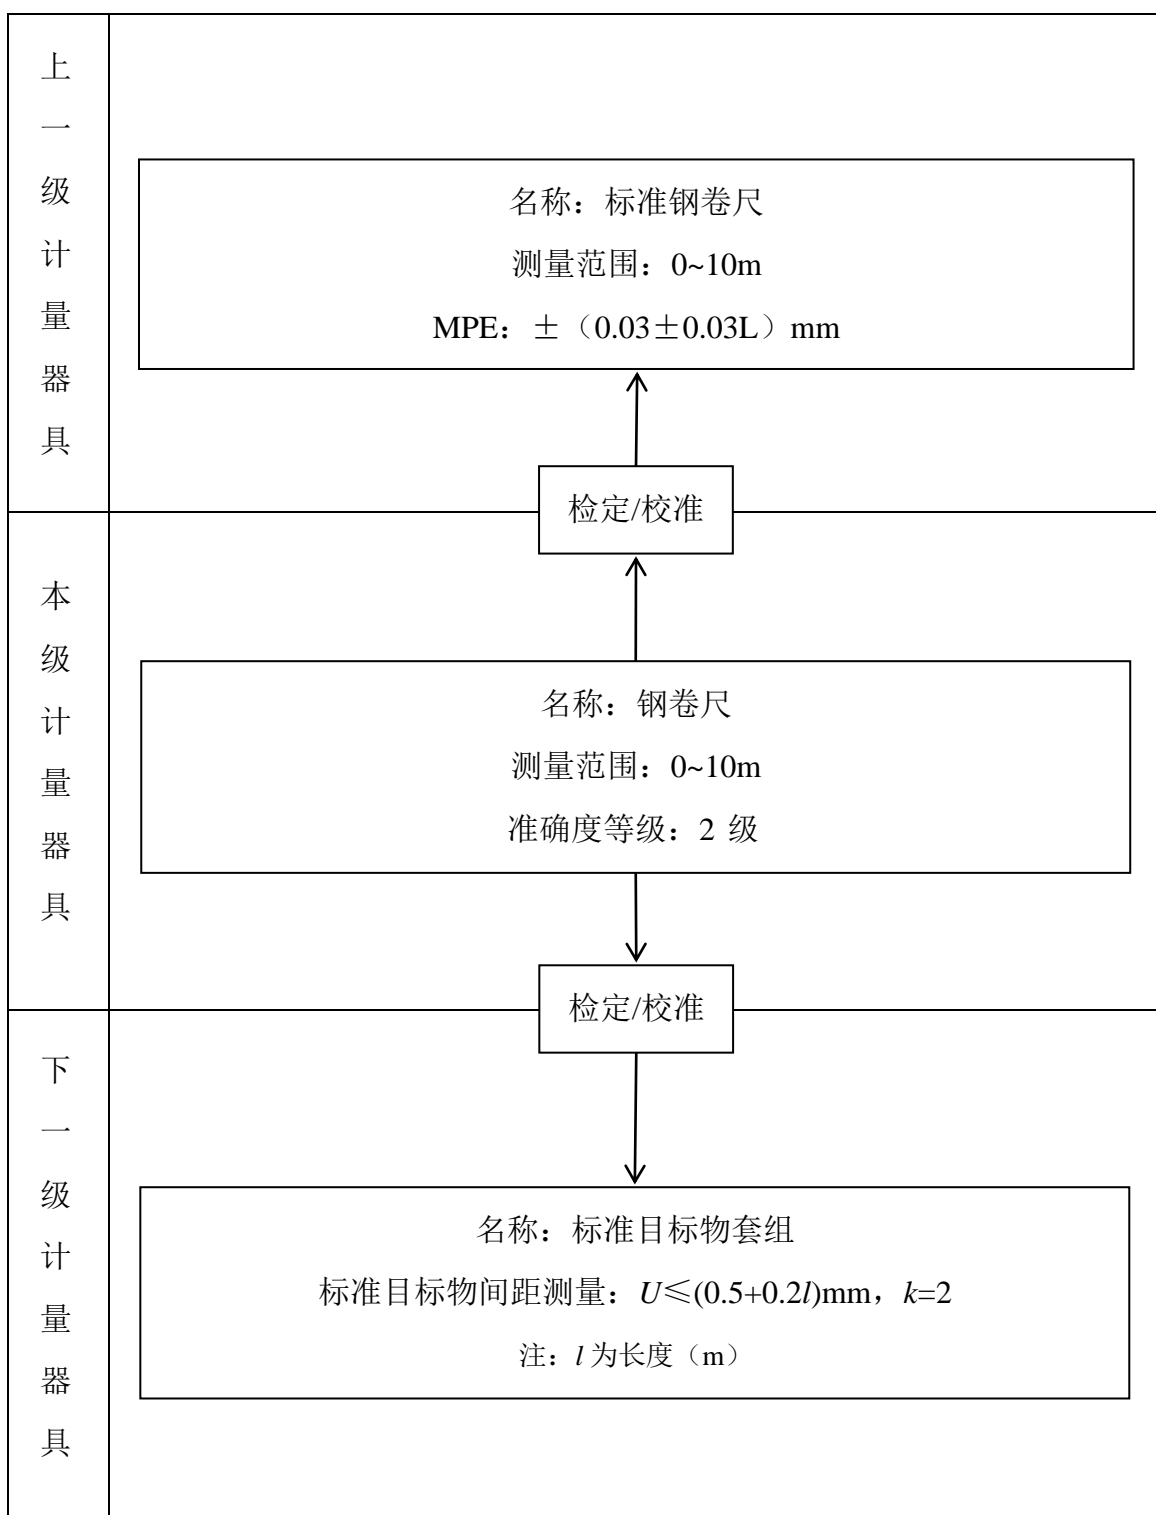 上一级计量器具
名称：标准钢卷尺
测量范围：0~10m
MPE：±（0.03±0.03L）mm
检定/校准
本级计量器具
名称：钢卷尺
测量范围：0~10m
准确度等级：2 级
检定/校准
下一级计量器具
名称：标准目标物套组
标准目标物间距测量：U≤(0.5+0.2l)mm，k=2
注：l 为长度（m）